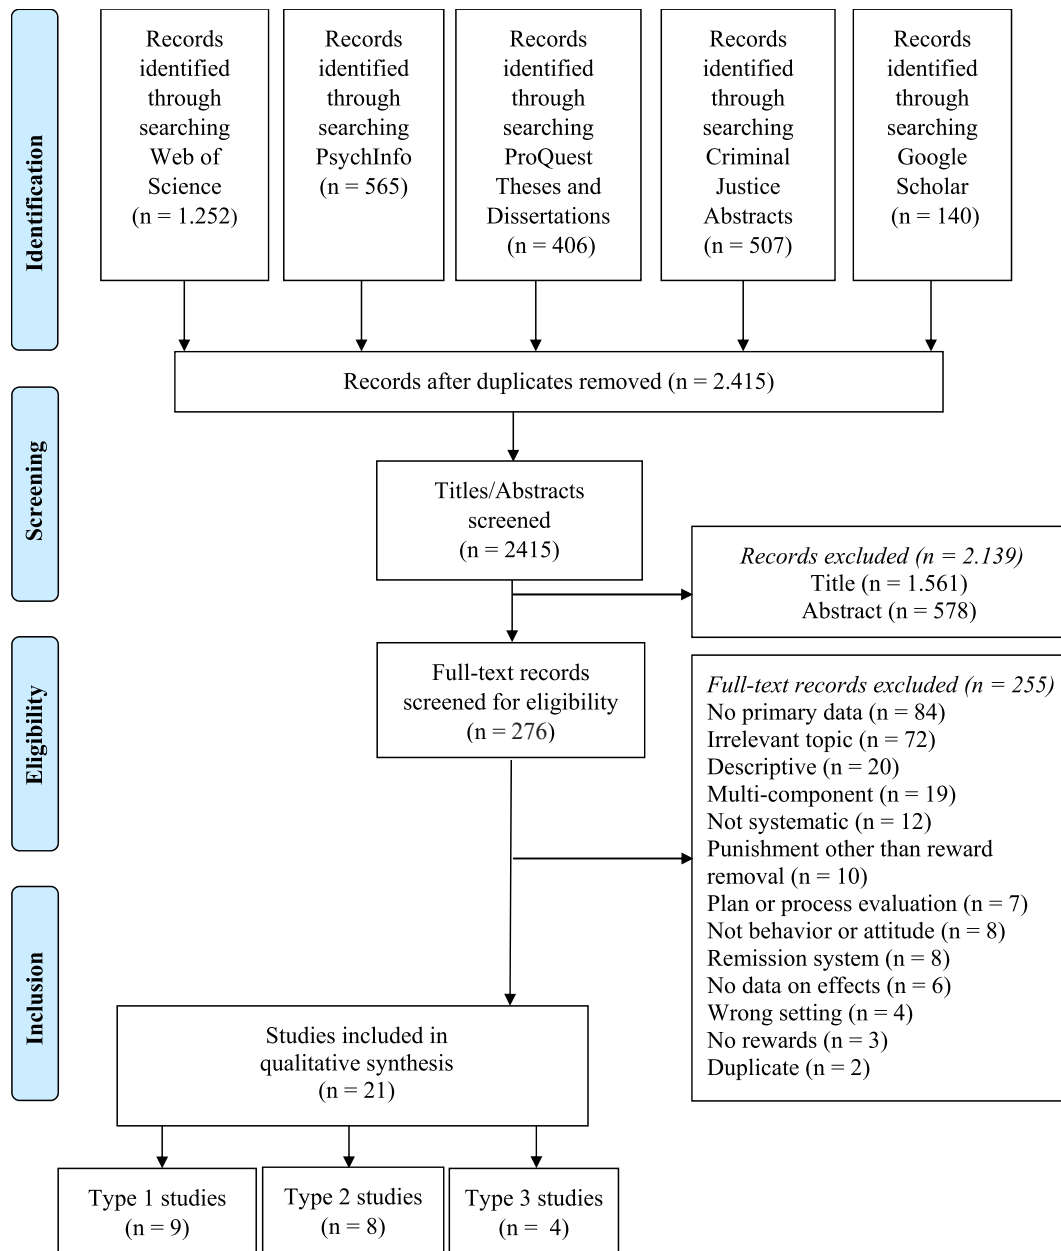 Identification
Records
identified
through
searching
Web of
Science
(n = 1.252)
Records
identified
through
searching
PsychInfo
(n = 565)
Records
identified
through
searching
ProQuest
Theses and
Dissertations
(n = 406)
Records
identified
through
searching
Criminal
Justice
Abstracts
(n = 507)
Records
identified
through
searching
Google
Scholar
(n = 140)
Records after duplicates removed (n = 2.415)
Screening
Titles/Abstracts
screened
(n = 2415)
Records excluded (n = 2.139)
Title (n = 1.561)
Abstract (n = 578)
Eligibility
Full-text records
screened for eligibility
(n = 276)
Full-text records excluded (n = 255)
No primary data (n = 84)
Irrelevant topic (n = 72)
Descriptive (n = 20)
Multi-component (n = 19)
Not systematic (n = 12)
Punishment other than reward
removal (n = 10)
Plan or process evaluation (n = 7)
Not behavior or attitude (n = 8)
Remission system (n = 8)
No data on effects (n = 6)
Wrong setting (n = 4)
No rewards (n = 3)
Duplicate (n = 2)
Inclusion
Studies included in
qualitative synthesis
(n = 21)
Type 1 studies
(n = 9)
Type 2 studies
(n = 8)
Type 3 studies
(n =  4)